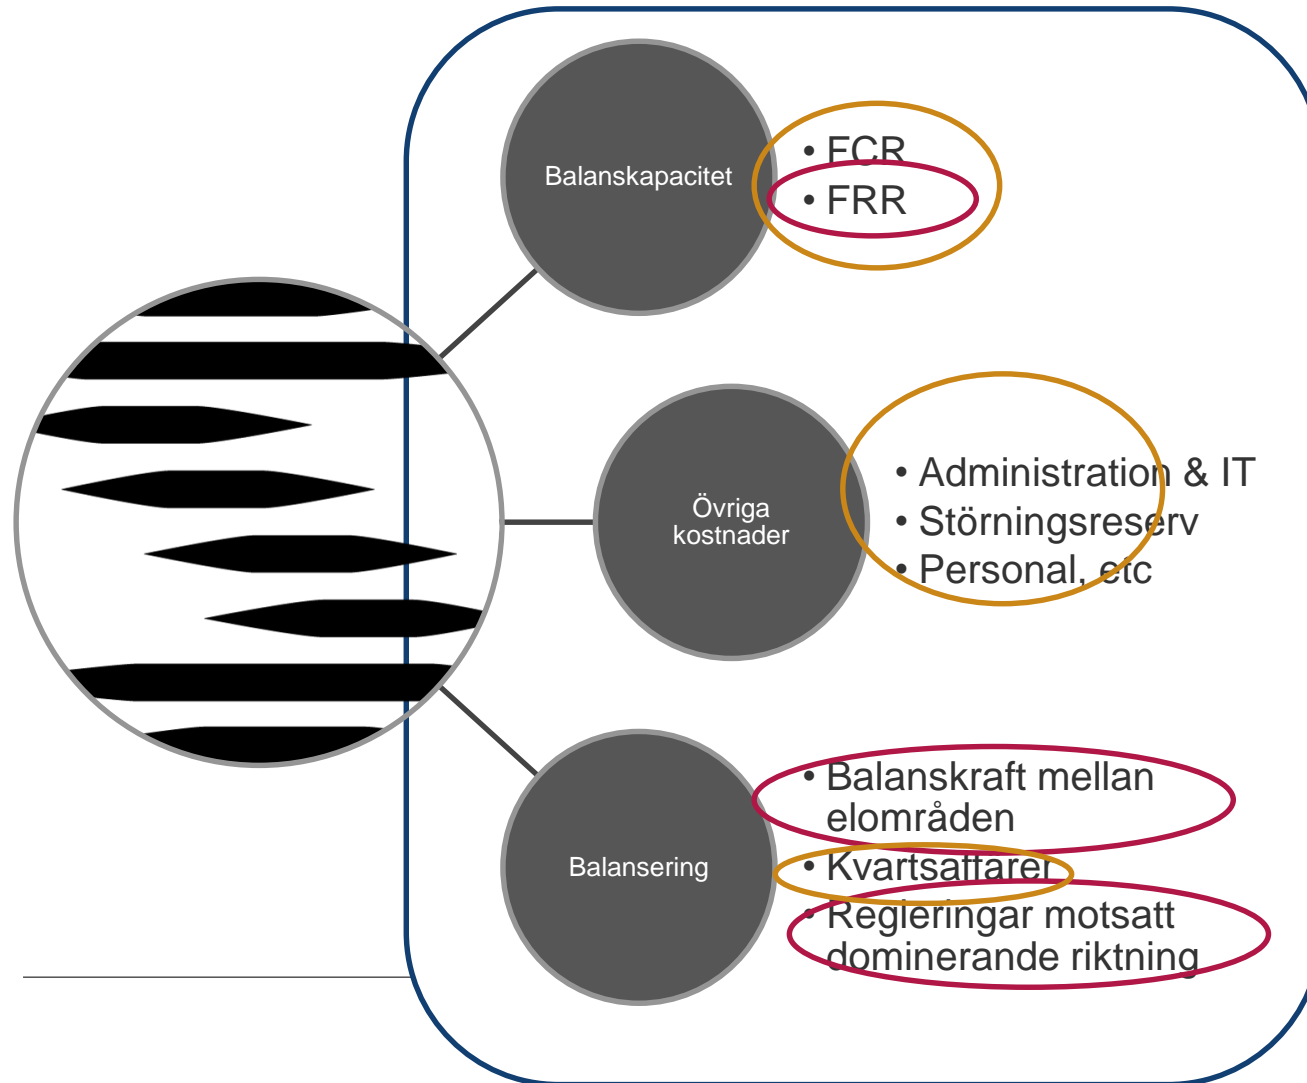 Balanskapacitet
• FCR
• FRR
Övriga
kostnader
• Administration & IT
• Störningsreserv
• Personal, etc
Balansering
• Balanskraft mellan
elområden
• Kvartsaffärer
• Regleringar motsatt
dominerande riktning